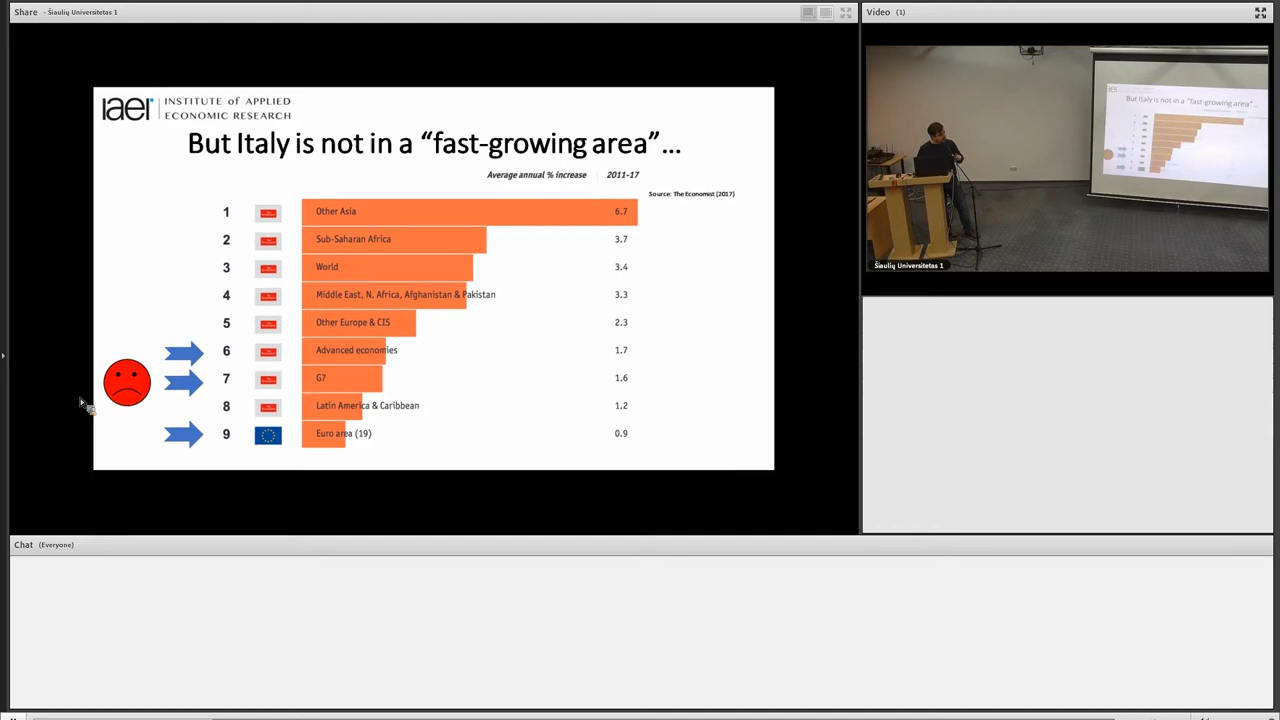 Share - Šiaulių Universitetas 1
Video (1)
iaer INSTITUTE of APPLIED
ECONOMIC RESEARCH
But Italy is not in a “fast-growing area”...
Average annual % increase 2011-17
Source: The Economist (2017)
1 Other Asia 6.7
2 Sub-Saharan Africa 3.7
3 World 3.4
4 Middle East, N. Africa, Afghanistan & Pakistan 3.3
5 Other Europe & CIS 2.3
6 Advanced economies 1.7
7 G7 1.6
8 Latin America & Caribbean 1.2
9 Euro area (19) 0.9
But Italy is not in a “fast-growing area”...
Šiaulių Universitetas 1
Chat (Everyone)